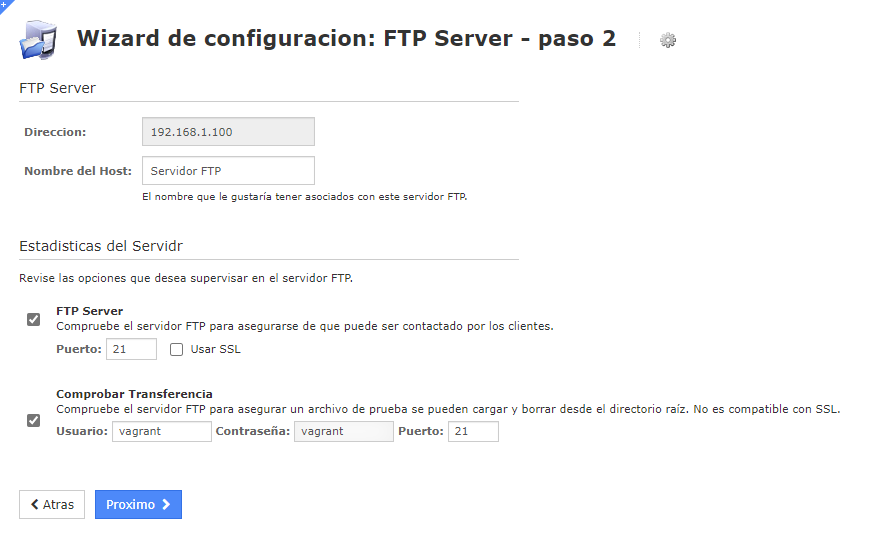 Wizard de configuracion: FTP Server - paso 2
FTP Server
Direccion: 192.168.1.100
Nombre del Host: Servidor FTP
El nombre que le gustaría tener asociados con este servidor FTP.
Estadisticas del Servidr
Revise las opciones que desea supervisar en el servidor FTP.
FTP Server
Compruebe el servidor FTP para asegurarse de que puede ser contactado por los clientes.
Puerto: 21 Usar SSL
Comprobar Transferencia
Compruebe el servidor FTP para asegurar un archivo de prueba se pueden cargar y borrar desde el directorio raíz. No es compatible con SSL.
Usuario: vagrant Contraseña: vagrant Puerto: 21
Atras Proximo